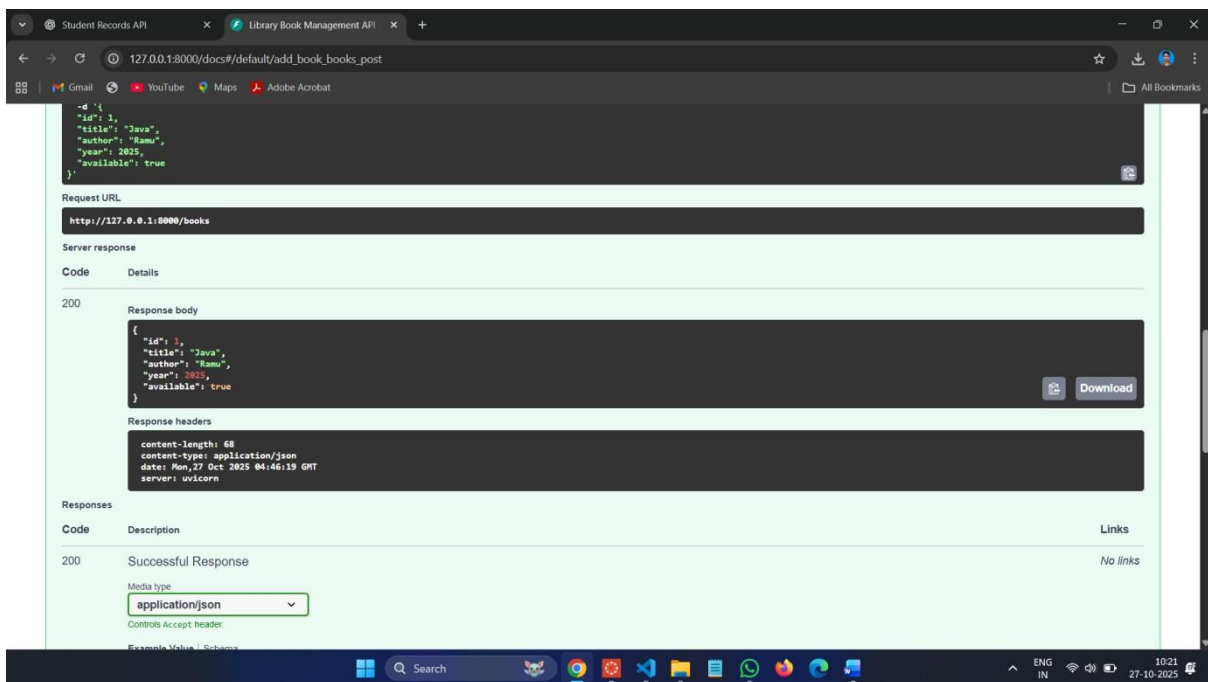 Student Records API
Library Book Management API
127.0.0.1:8000/docs#/default/add_book_books_post
Gmail
YouTube
Maps
Adobe Acrobat
All Bookmarks
-d '{
"id": 1,
"title": "Java",
"author": "Ramu",
"year": 2025,
"available": true
}'
Request URL
http://127.0.0.1:8000/books
Server response
Code Details
200
Response body
{
"id": 1,
"title": "Java",
"author": "Ramu",
"year": 2025,
"available": true
}
Download
Response headers
content-length: 68
content-type: application/json
date: Mon,27 Oct 2025 04:46:19 GMT
server: uvicorn
Responses
Code Description Links
200 Successful Response No links
Media type
application/json
Controls Accept header.
Example Value Schema
Search
ENG
IN
10:21
27-10-2025